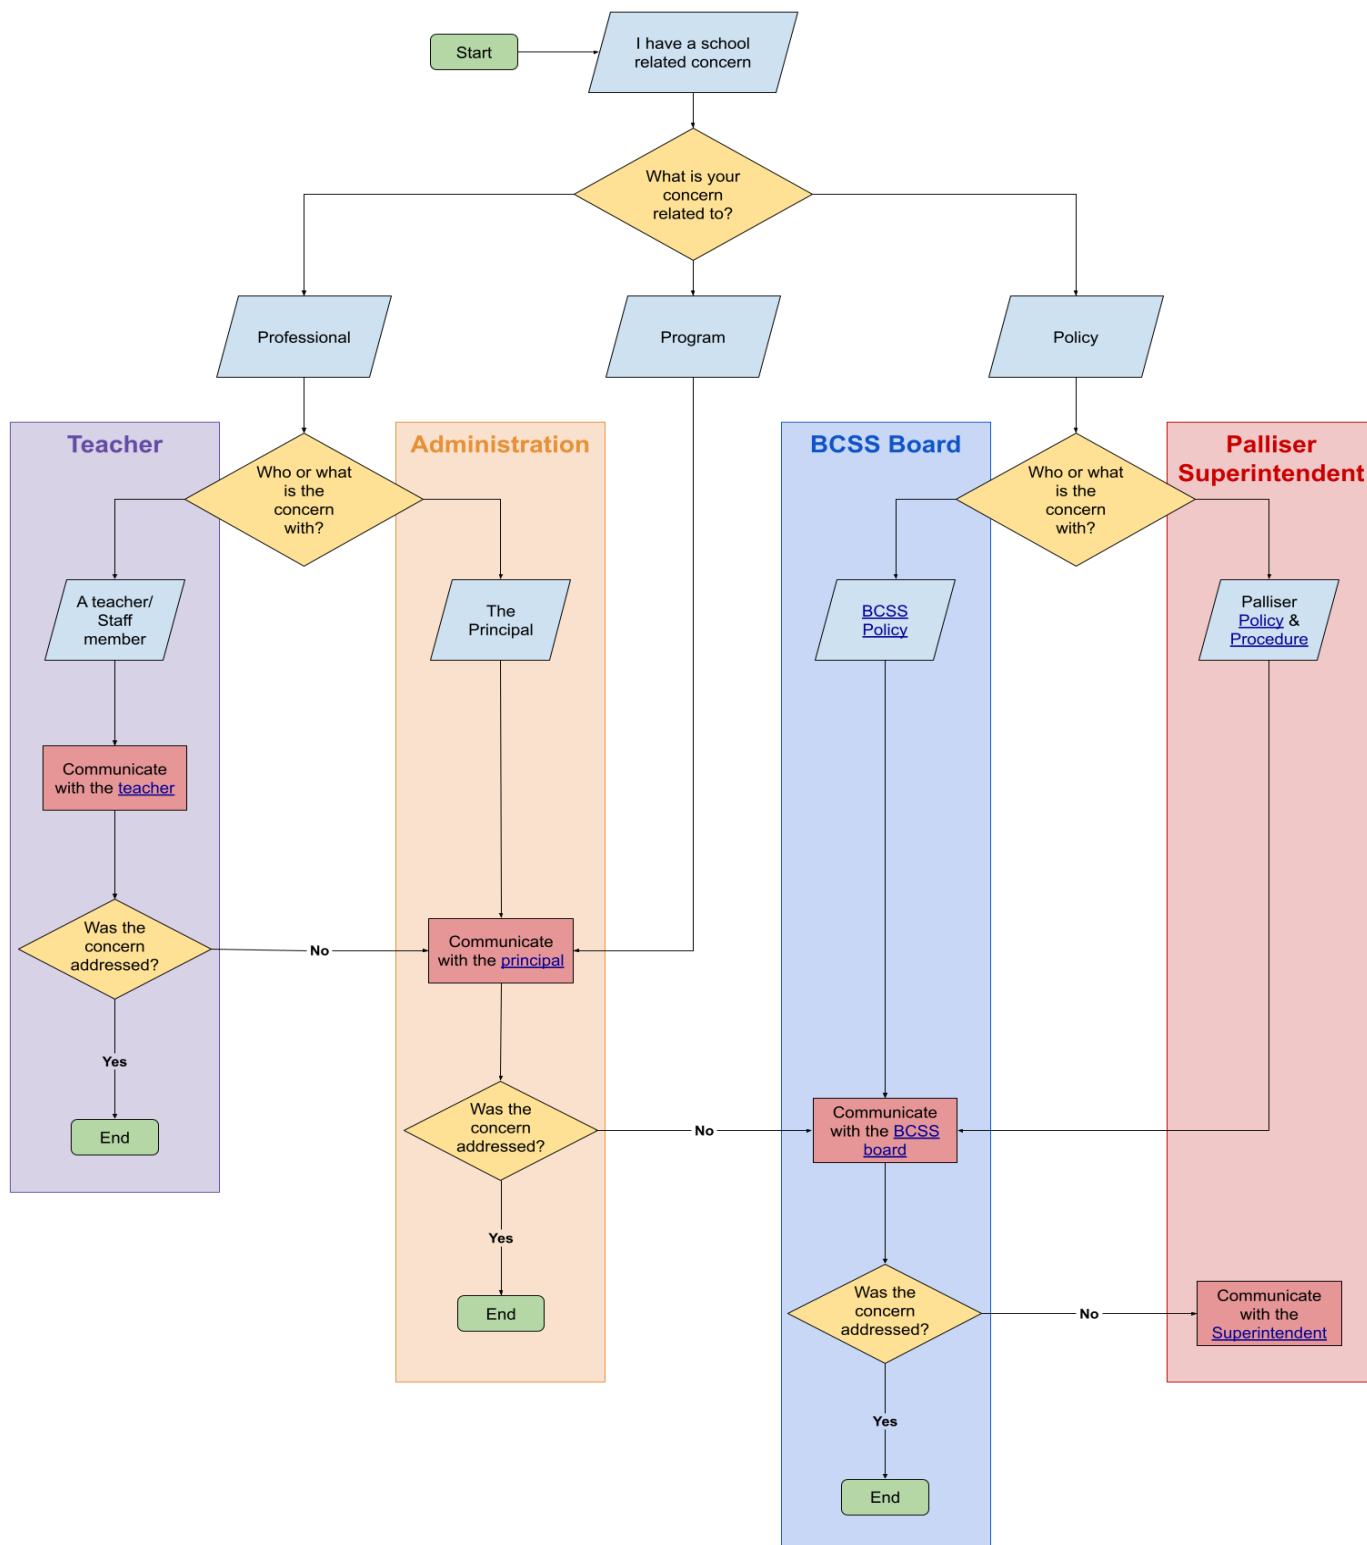 Start
I have a school
related concern
What is your
concern
related to?
Professional
Program
Policy
Teacher
Administration
BCSS Board
Palliser
Superintendent
Who or what
is the
concern
with?
Who or what
is the
concern
with?
A teacher/
Staff
member
The
Principal
BCSS
Policy
Palliser
Policy &
Procedure
Communicate
with the teacher
Was the
concern
addressed?
No
Communicate
with the principal
Yes
End
Was the
concern
addressed?
No
Communicate
with the BCSS
board
Yes
End
Was the
concern
addressed?
No
Communicate
with the
Superintendent
Yes
End